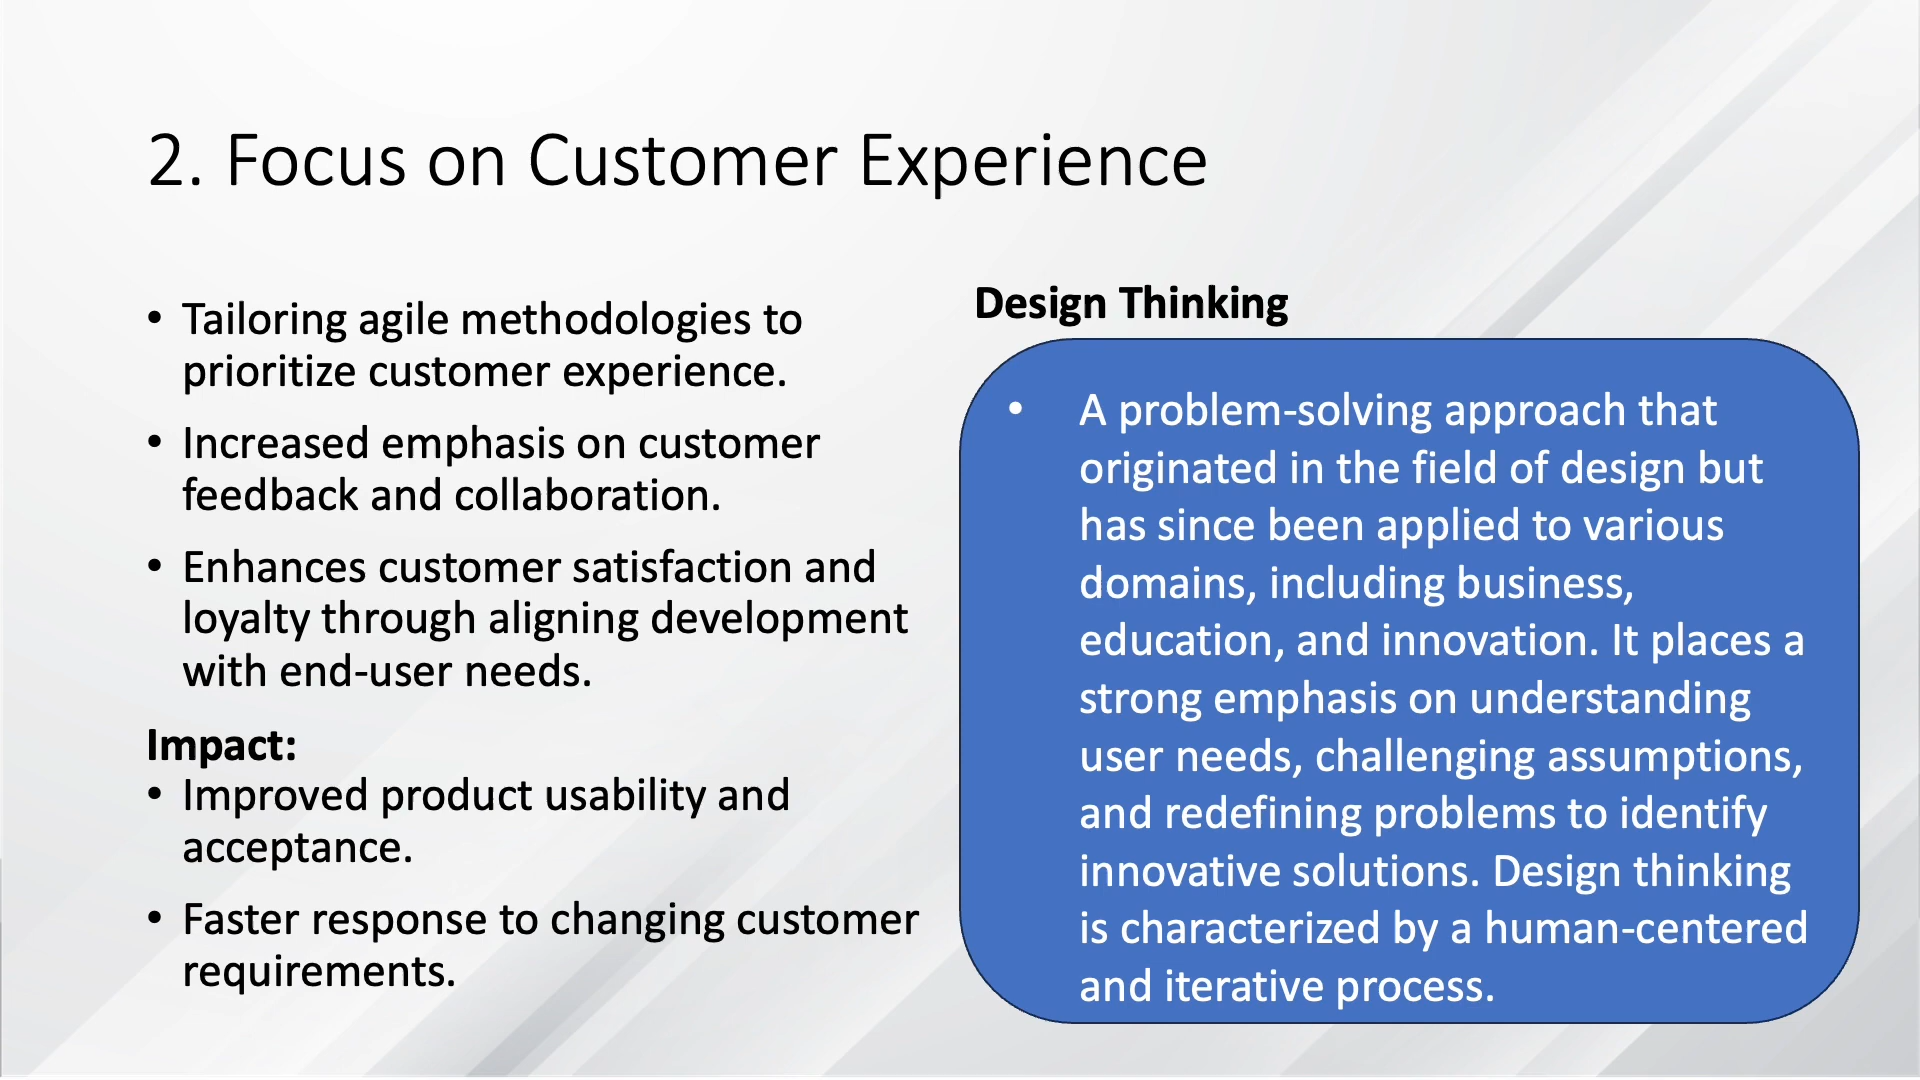 2. Focus on Customer Experience
• Tailoring agile methodologies to
prioritize customer experience.
• Increased emphasis on customer
feedback and collaboration.
• Enhances customer satisfaction and
loyalty through aligning development
with end-user needs.
Impact:
• Improved product usability and
acceptance.
• Faster response to changing customer
requirements.
Design Thinking
• A problem-solving approach that
originated in the field of design but
has since been applied to various
domains, including business,
education, and innovation. It places a
strong emphasis on understanding
user needs, challenging assumptions,
and redefining problems to identify
innovative solutions. Design thinking
is characterized by a human-centered
and iterative process.